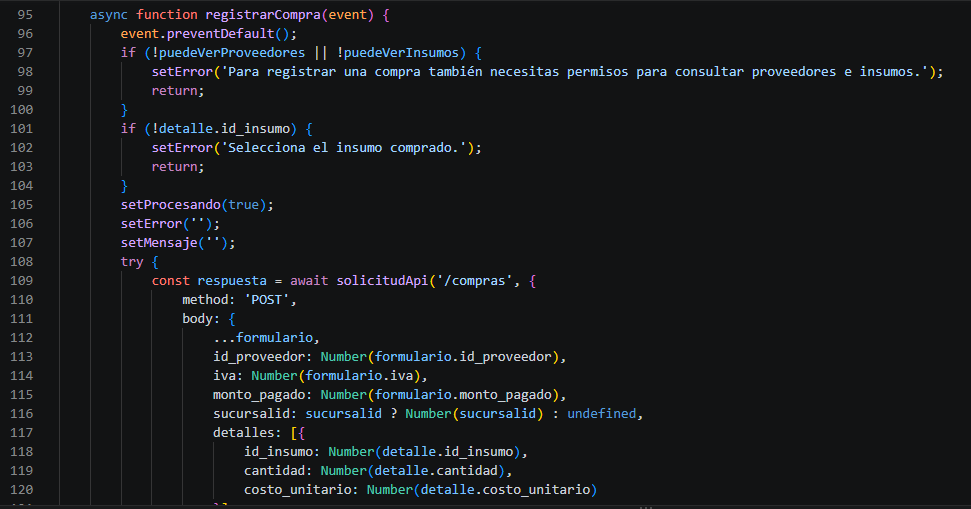 95 async function registrarCompra(event) {
96 event.preventDefault();
97 if (!puedeVerProveedores || !puedeVerInsumos) {
98 setError('Para registrar una compra también necesitas permisos para consultar proveedores e insumos.');
99 return;
100 }
101 if (!detalle.id_insumo) {
102 setError('Selecciona el insumo comprado.');
103 return;
104 }
105 setProcesando(true);
106 setError('');
107 setMensaje('');
108 try {
109 const respuesta = await solicitudApi('/compras', {
110 method: 'POST',
111 body: {
112 ...formulario,
113 id_proveedor: Number(formulario.id_proveedor),
114 iva: Number(formulario.iva),
115 monto_pagado: Number(formulario.monto_pagado),
116 sucursalid: sucursalid ? Number(sucursalid) : undefined,
117 detalles: [{
118 id_insumo: Number(detalle.id_insumo),
119 cantidad: Number(detalle.cantidad),
120 costo_unitario: Number(detalle.costo_unitario)